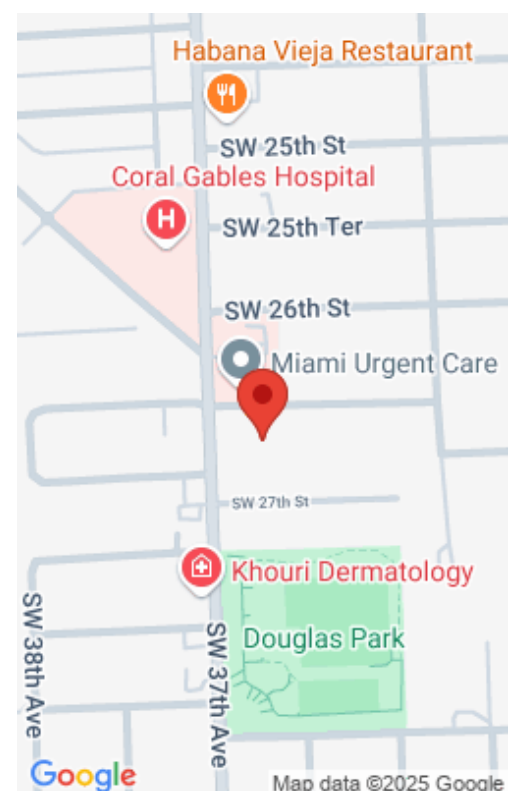 Habana Vieja Restaurant
SW 25th St
Coral Gables Hospital
H
SW 25th Ter
SW 26th St
Miami Urgent Care
SW 27th St
Khouri Dermatology
Douglas Park
SW 38th Ave
SW 37th Ave
Google
Map data ©2025 Google